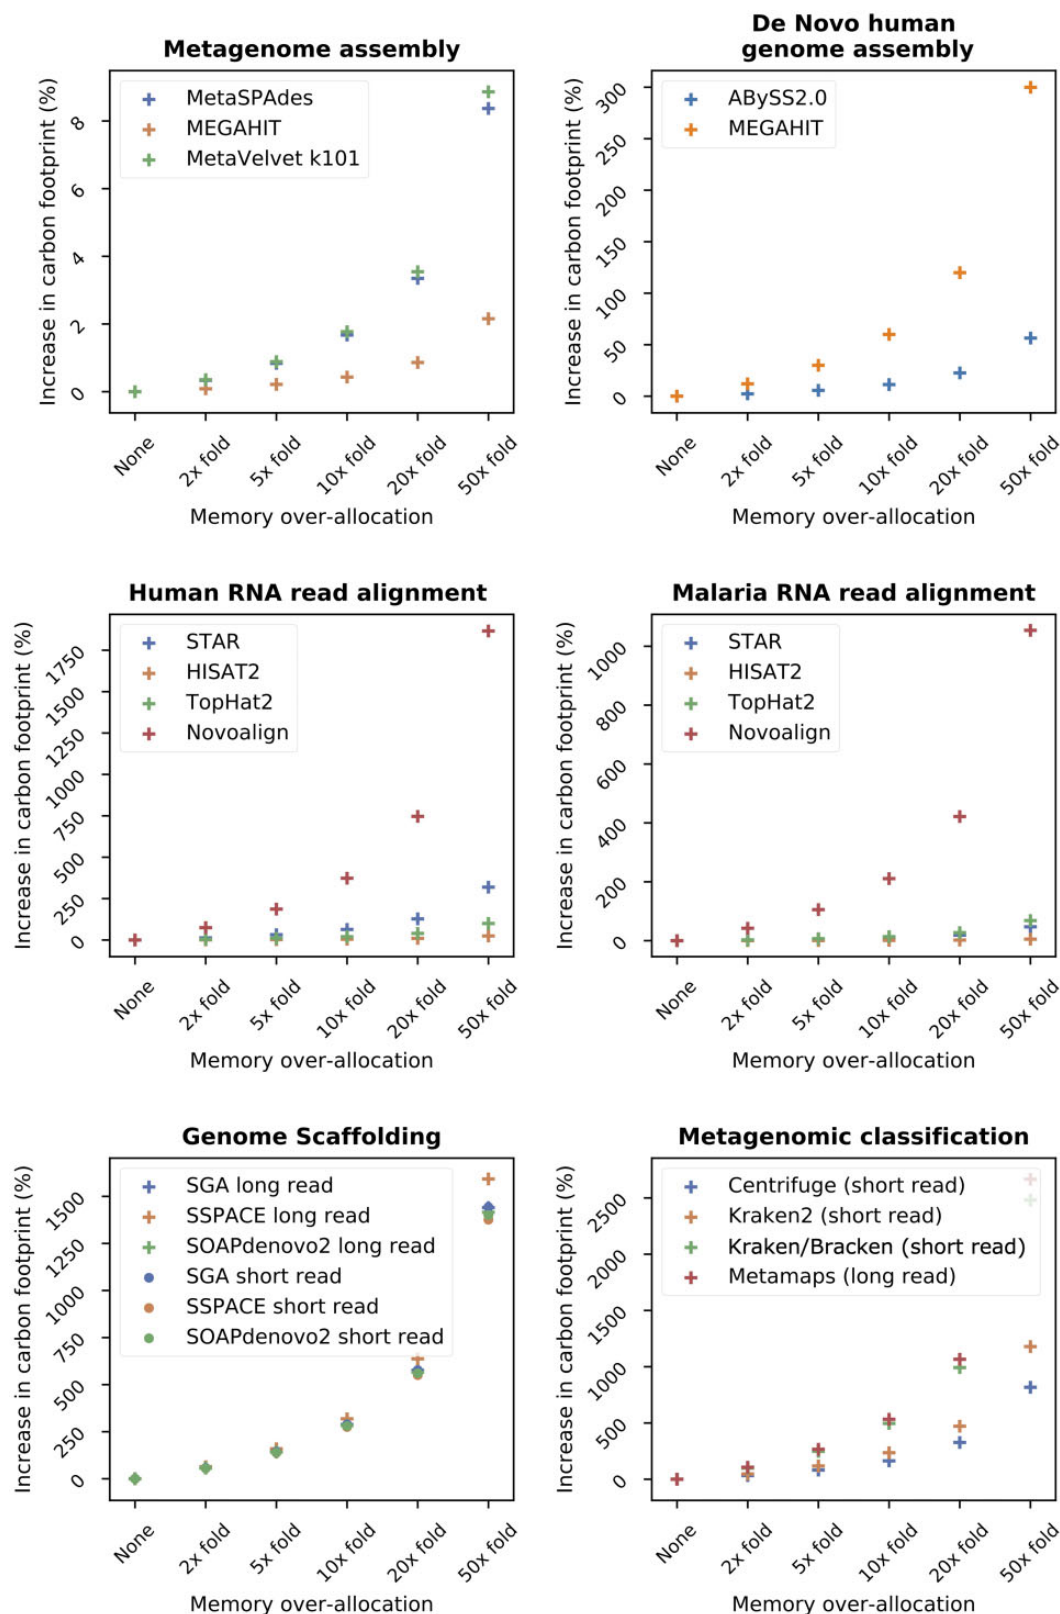 Metagenome assembly
Increase in carbon footprint (%)
8
6
4
2
0
MetaSPAdes
MEGAHIT
MetaVelvet k101
None
2x fold
5x fold
10x fold
20x fold
50x fold
Memory over-allocation
De Novo human
genome assembly
Increase in carbon footprint (%)
300
250
200
150
100
50
0
ABySS2.0
MEGAHIT
None
2x fold
5x fold
10x fold
20x fold
50x fold
Memory over-allocation
Human RNA read alignment
Increase in carbon footprint (%)
1750
1500
1250
1000
750
500
250
0
STAR
HISAT2
TopHat2
Novoalign
None
2x fold
5x fold
10x fold
20x fold
50x fold
Memory over-allocation
Malaria RNA read alignment
Increase in carbon footprint (%)
1000
800
600
400
200
0
STAR
HISAT2
TopHat2
Novoalign
None
2x fold
5x fold
10x fold
20x fold
50x fold
Memory over-allocation
Genome Scaffolding
Increase in carbon footprint (%)
1500
1250
1000
750
500
250
0
SGA long read
SSPACE long read
SOAPdenovo2 long read
SGA short read
SSPACE short read
SOAPdenovo2 short read
None
2x fold
5x fold
10x fold
20x fold
50x fold
Memory over-allocation
Metagenomic classification
Increase in carbon footprint (%)
2500
2000
1500
1000
500
0
Centrifuge (short read)
Kraken2 (short read)
Kraken/Bracken (short read)
Metamaps (long read)
None
2x fold
5x fold
10x fold
20x fold
50x fold
Memory over-allocation